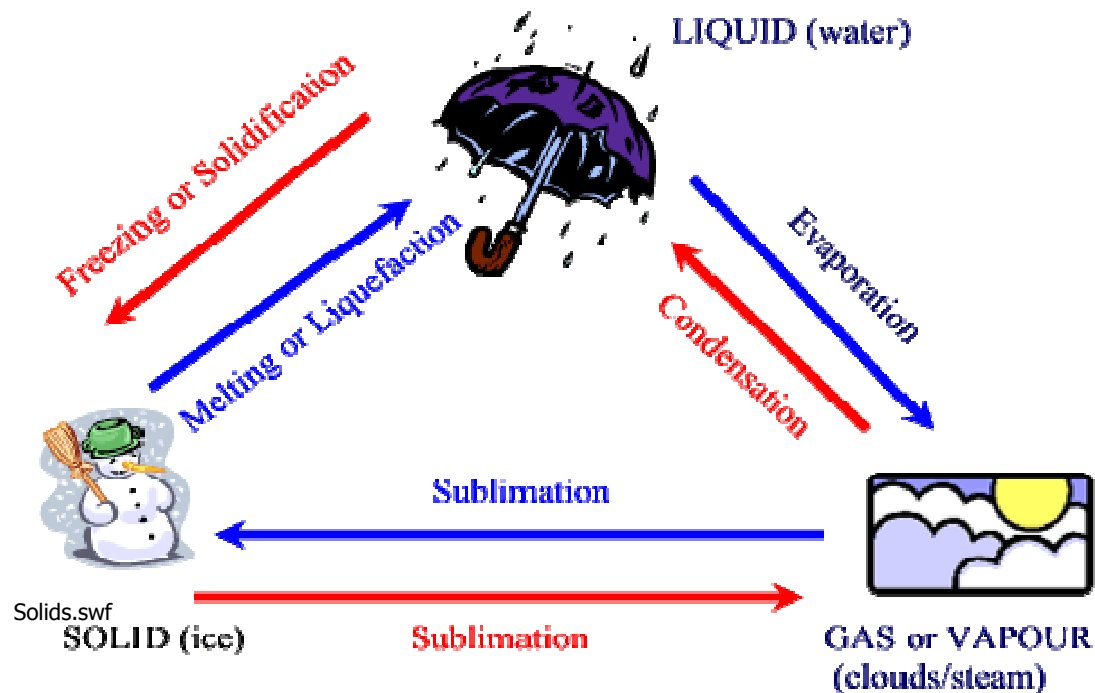 LIQUID (water)
Freezing or Solidification
Melting or Liquefaction
Evaporation
Condensation
Sublimation
Solids.swf
SOLID (ice)
Sublimation
GAS or VAPOUR
(clouds/steam)